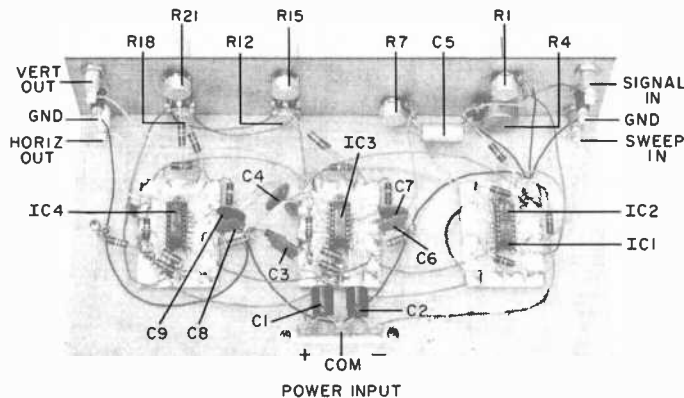 R21
R15
R1
R18
R12
R7
C5
R4
VERT
OUT
GND
HORIZ
OUT
SIGNAL
IN
GND
SWEEP
IN
IC3
C4
C7
IC4
IC2
IC1
C6
C3
C9
C8
C1
C2
+
COM
−
POWER INPUT